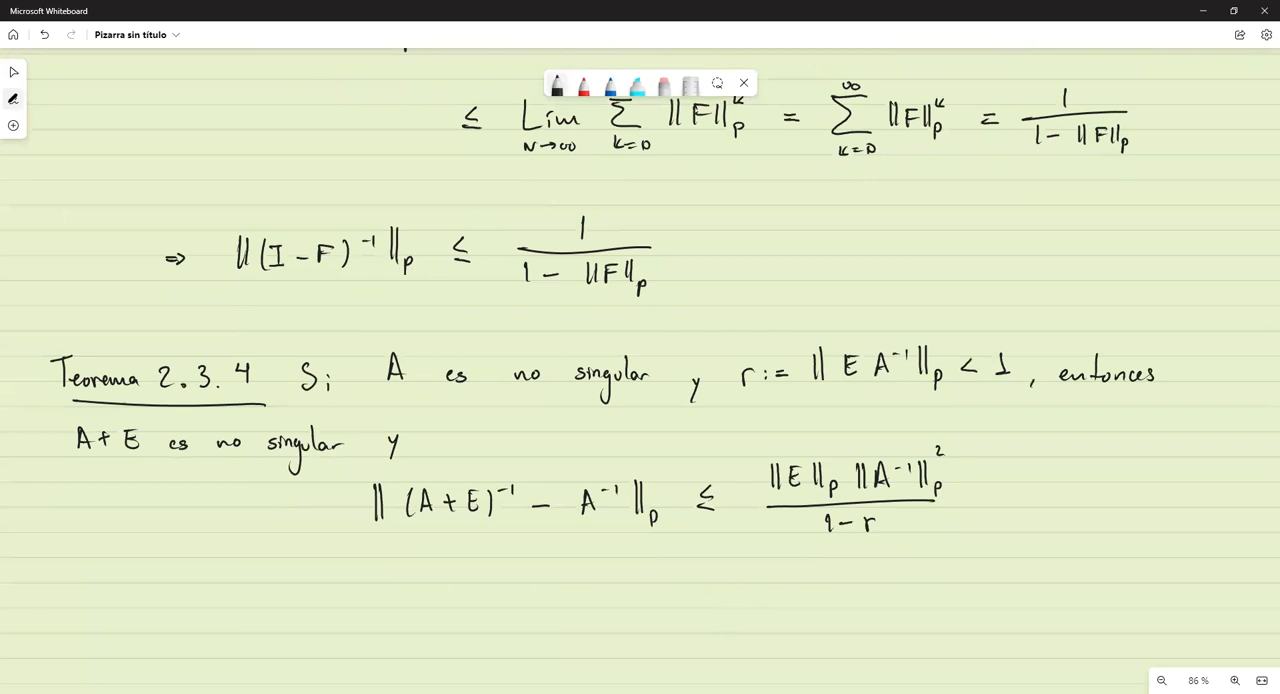 Microsoft Whiteboard
Pizarra sin título
≤ Lim N→∞ Σ K=0 ||F||_p^K = Σ_{K=0}^{∞} ||F||_p^K = 1 / (1 - ||F||_p)
⇒ ||(I - F)^{-1}||_p ≤ 1 / (1 - ||F||_p)
Teorema 2.3.4 Si A es no singular y r := ||E A^{-1}||_p < 1, entonces
A + E es no singular y
||(A + E)^{-1} - A^{-1}||_p ≤ ||E||_p ||A^{-1}||_p^2 / (1 - r)
86 %